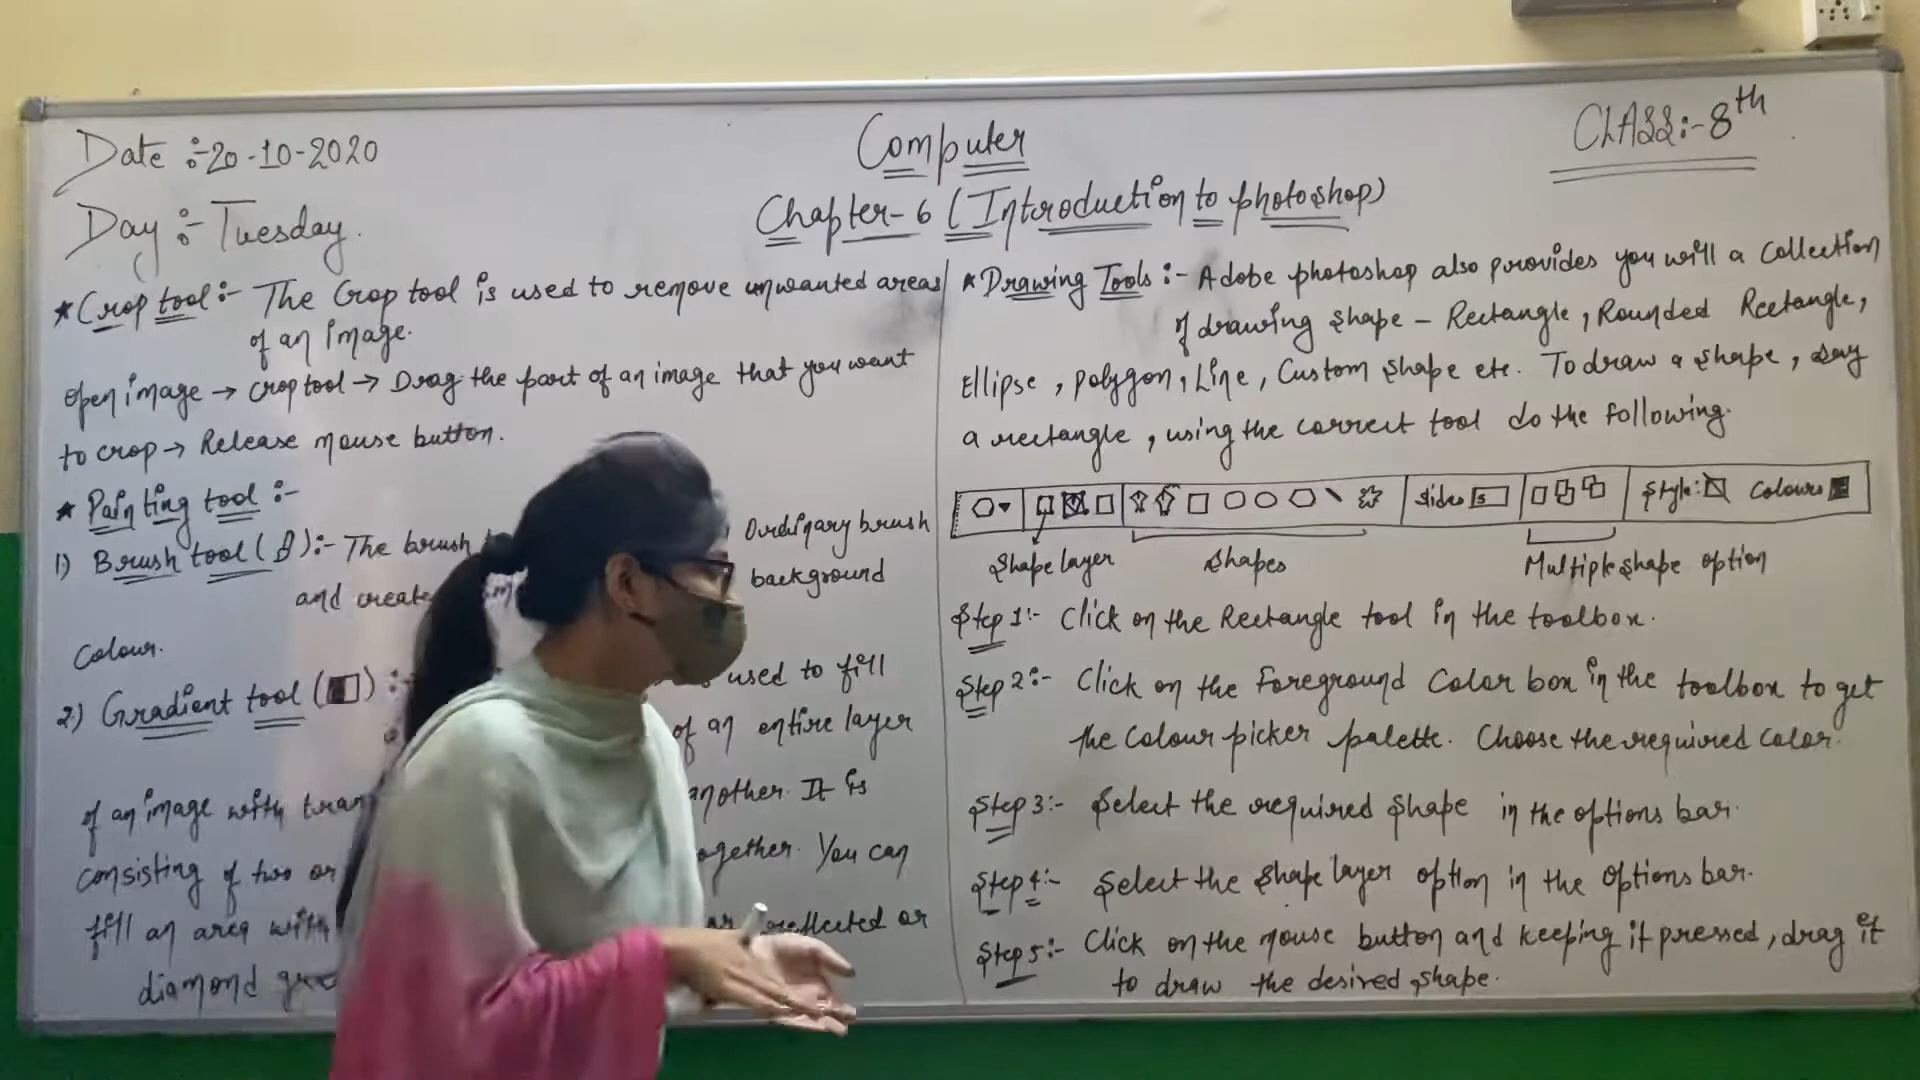 Date :- 20-10-2020
Day :- Tuesday.
Computer
Chapter-6 (Introduction to photoshop)
CLASS:- 8th
* Crop tool :- The Crop tool is used to remove unwanted areas
of an image.
open image → crop tool → Drag the part of an image that you want
to crop → Release mouse button.
* Painting tool :-
1) Brush tool ( ) :- The brush Ordinary brush
and create background
Colour.
2) Gradient tool ( ) :- used to fill
of an entire layer
of an image with another. It is
consisting of two or together. You can
fill an area with reflected or
diamond
* Drawing Tools :- Adobe photoshop also provides you will a Collection
of drawing shape - Rectangle, Rounded Rectangle,
Ellipse, polygon, Line, Custom shape etc. To draw a shape, say
a rectangle, using the correct tool do the following.
sides 5 Style: Colours
Shape layer Shapes Multiple shape option
Step 1:- Click on the Rectangle tool in the toolbox.
Step 2:- Click on the Foreground Color box in the toolbox to get
the Colour picker palette. Choose the required color.
Step 3:- Select the required shape in the options bar.
Step 4:- Select the shape layer option in the options bar.
Step 5:- Click on the mouse button and keeping it pressed, drag it
to draw the desired shape.